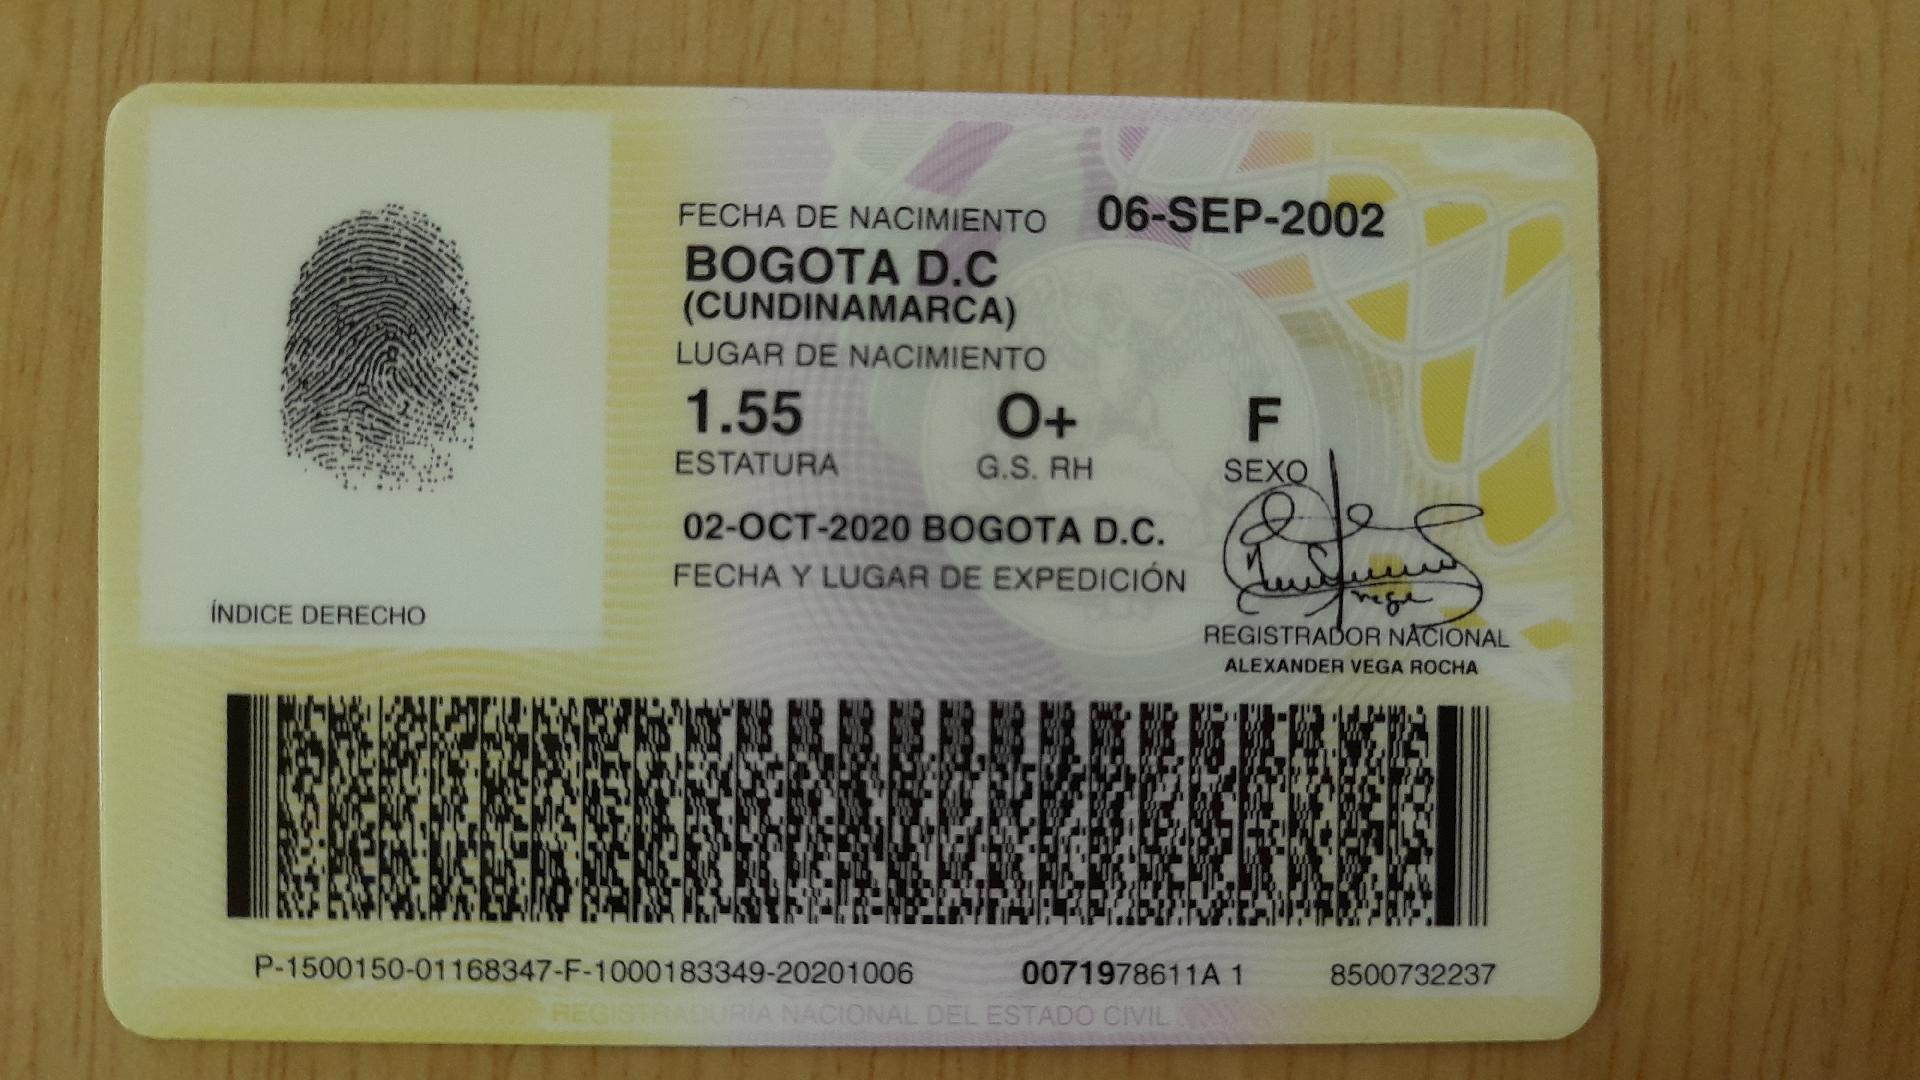 FECHA DE NACIMIENTO 06-SEP-2002
BOGOTA D.C
(CUNDINAMARCA)
LUGAR DE NACIMIENTO
1.55 O+ F
ESTATURA G.S. RH SEXO
02-OCT-2020 BOGOTA D.C.
FECHA Y LUGAR DE EXPEDICIÓN
ÍNDICE DERECHO
REGISTRADOR NACIONAL
ALEXANDER VEGA ROCHA
P-1500150-01168347-F-1000183349-20201006 0071978611A 1 8500732237
REGISTRADURIA NACIONAL DEL ESTADO CIVIL